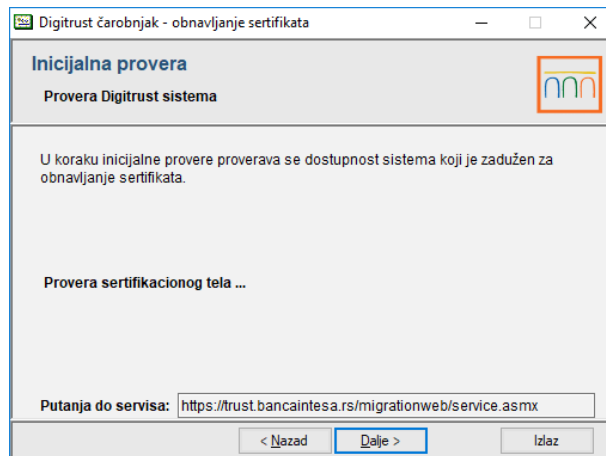 Digitrust čarobnjak - obnavljanje sertifikata
Inicijalna provera
Provera Digitrust sistema
U koraku inicijalne provere proverava se dostupnost sistema koji je zadužen za
obnavljanje sertifikata.
Provera sertifikacionog tela ...
Putanja do servisa: https://trust.bancaintesa.rs/migrationweb/service.asmx
< Nazad Dalje > Izlaz